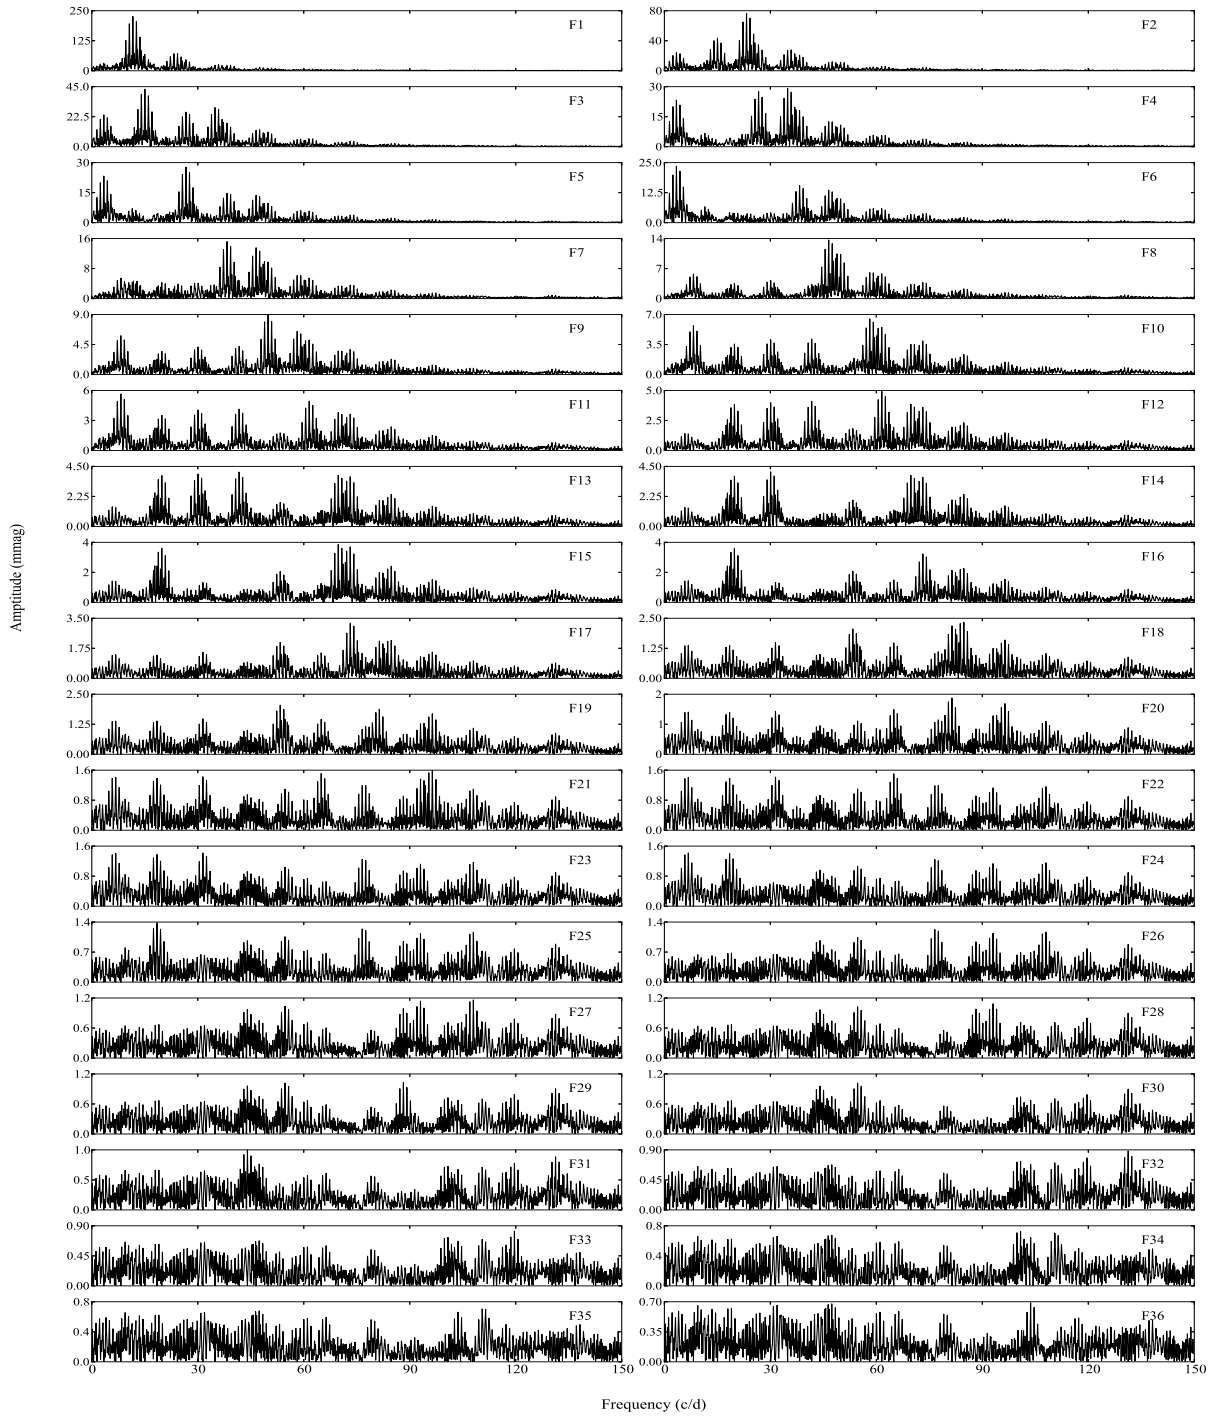 250 F1 80 F2
125 40
0 0
45.0 F3 30 F4
22.5 15
0.0 0
30 F5 25.0 F6
15 12.5
0 0.0
16 F7 14 F8
8 7
0 0
9.0 F9 7.0 F10
4.5 3.5
0.0 0.0
6 F11 5.0 F12
3 2.5
0 0.0
4.50 F13 4.50 F14
2.25 2.25
0.00 0.00
Amptitude (mmag)
4 F15 4 F16
2 2
0 0
3.50 F17 2.50 F18
1.75 1.25
0.00 0.00
2.50 F19 2 F20
1.25 1
0.00 0
1.6 F21 1.6 F22
0.8 0.8
0.0 0.0
1.6 F23 1.6 F24
0.8 0.8
0.0 0.0
1.4 F25 1.4 F26
0.7 0.7
0.0 0.0
1.2 F27 1.2 F28
0.6 0.6
0.0 0.0
1.2 F29 1.2 F30
0.6 0.6
0.0 0.0
1.0 F31 0.90 F32
0.5 0.45
0.0 0.00
0.90 F33 0.8 F34
0.45 0.4
0.00 0.0
0.8 F35 0.70 F36
0.4 0.35
0.0 0.00
0 30 60 90 120 150 0 30 60 90 120 150
Frequency (c/d)